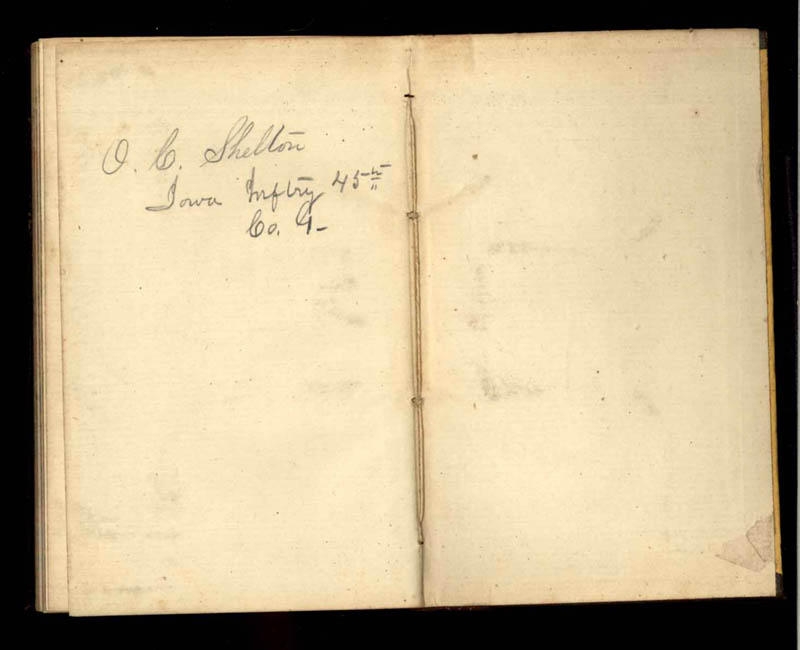 O. C. Shelton
Iowa Inftry 45th
Co. G-